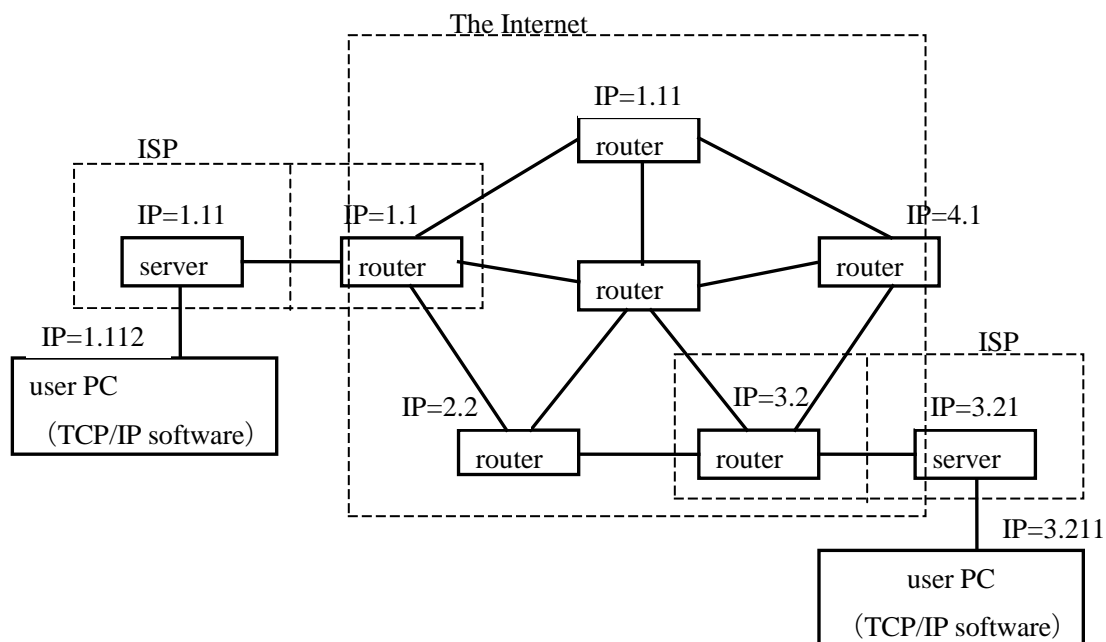 The Internet
IP=1.11
router
ISP
IP=1.11
IP=1.1
IP=4.1
server
router
router
router
IP=1.112
ISP
user PC
（TCP/IP software）
IP=2.2
IP=3.2
IP=3.21
router
router
server
IP=3.211
user PC
（TCP/IP software）